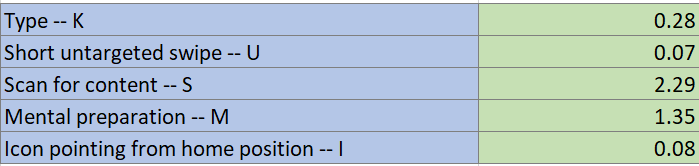 Type -- K 0.28
Short untargeted swipe -- U 0.07
Scan for content -- S 2.29
Mental preparation -- M 1.35
Icon pointing from home position -- I 0.08